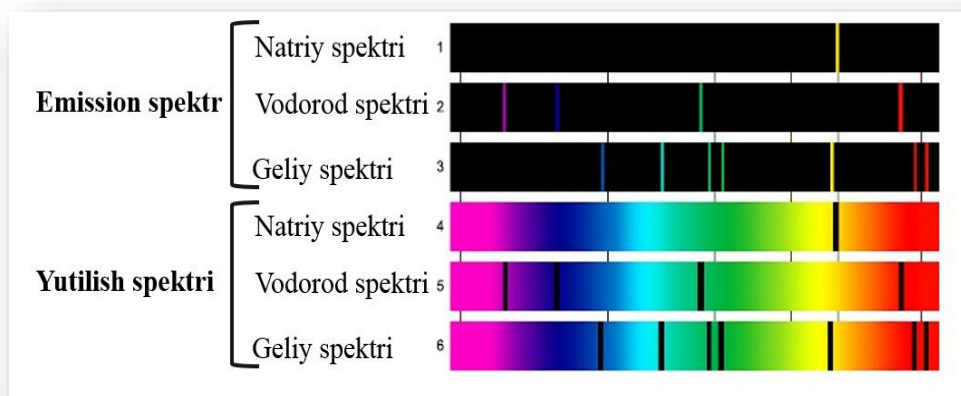 Emission spektr
Natriy spektri 1
Vodorod spektri 2
Geliy spektri 3
Yutilish spektri
Natriy spektri 4
Vodorod spektri 5
Geliy spektri 6